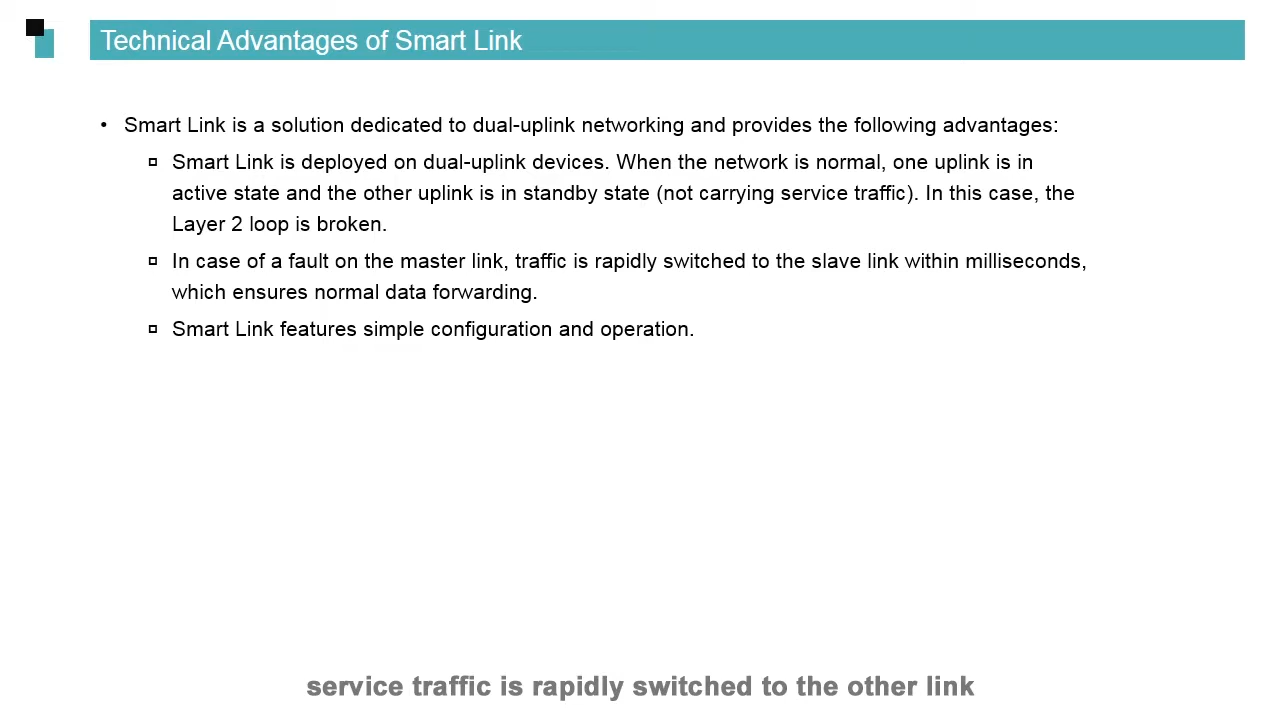 Technical Advantages of Smart Link
• Smart Link is a solution dedicated to dual-uplink networking and provides the following advantages:
▫ Smart Link is deployed on dual-uplink devices. When the network is normal, one uplink is in
active state and the other uplink is in standby state (not carrying service traffic). In this case, the
Layer 2 loop is broken.
▫ In case of a fault on the master link, traffic is rapidly switched to the slave link within milliseconds,
which ensures normal data forwarding.
▫ Smart Link features simple configuration and operation.
service traffic is rapidly switched to the other link